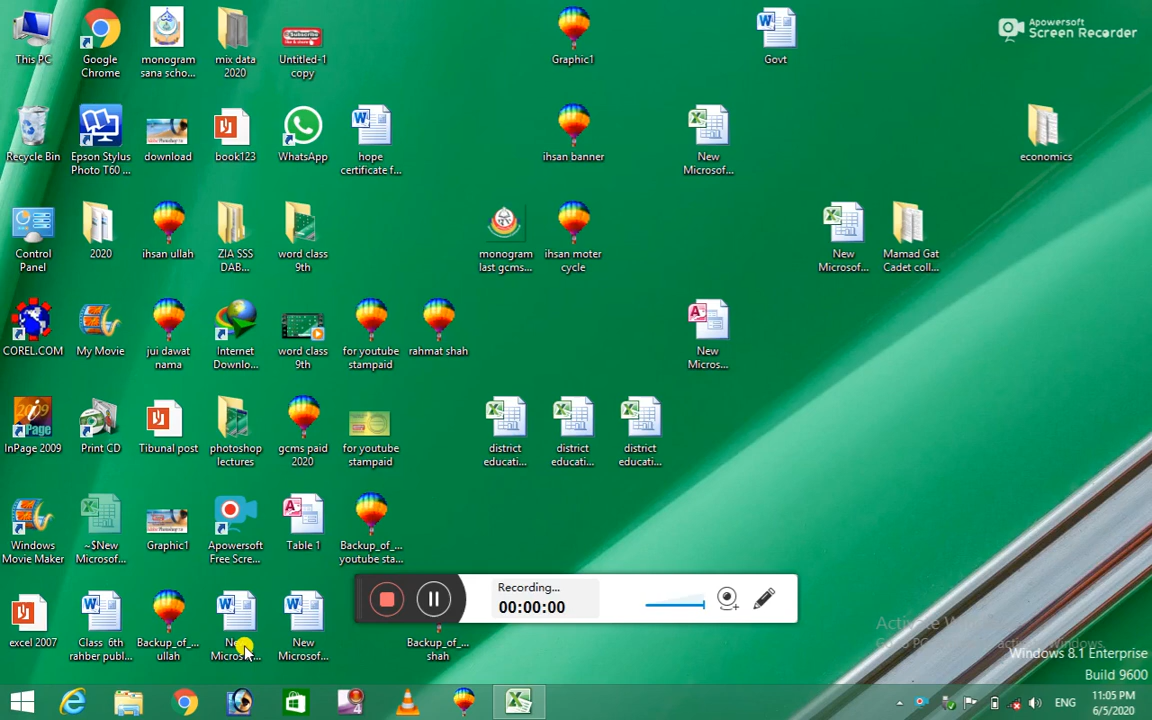 This PC
Google
Chrome
monogram
sana scho...
mix data
2020
Untitled-1
copy
Graphic1
Govt
Apowersoft
Screen Recorder
Recycle Bin
Epson Stylus
Photo T60 ...
download
book123
WhatsApp
hope
certificate f...
ihsan banner
New
Microsof...
economics
Control
Panel
2020
ihsan ullah
ZIA SSS
DAB...
word class
9th
monogram
last gcms...
ihsan moter
cycle
New
Microsof...
Mamad Gat
Cadet coll...
COREL.COM
My Movie
jui dawat
nama
Internet
Downlo...
word class
9th
for youtube
stampaid
rahmat shah
New
Micros...
InPage 2009
Print CD
Tibunal post
photoshop
lectures
gcms paid
2020
for youtube
stampaid
district
educati...
district
educati...
district
educati...
Windows
Movie Maker
~$New
Microsof...
Graphic1
Apowersoft
Free Scre...
Table 1
Backup_of_...
youtube sta...
Recording...
00:00:00
excel 2007
Class 6th
rahber publ...
Backup_of_...
ullah
New
Microsof...
Backup_of_...
shah
Windows 8.1 Enterprise
Build 9600
ENG
11:05 PM
6/5/2020